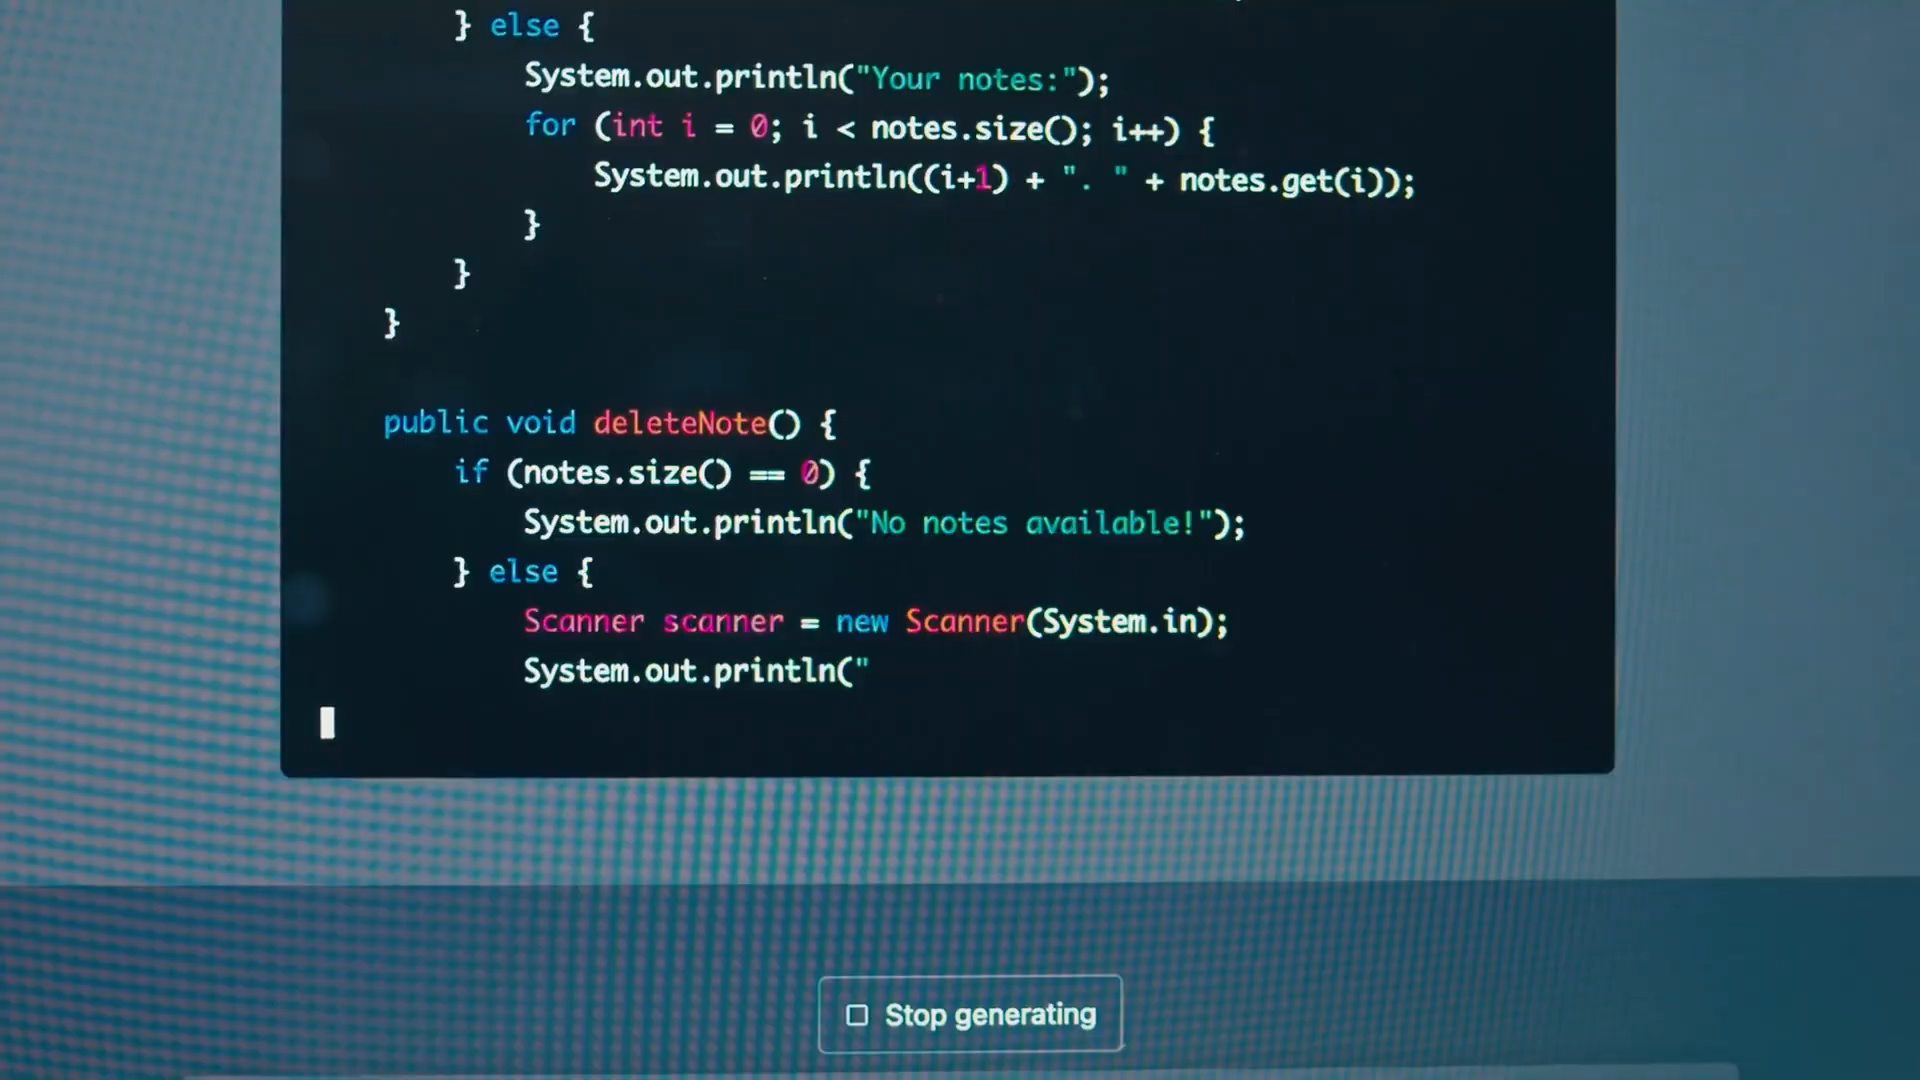 } else {
System.out.println("Your notes:");
for (int i = 0; i < notes.size(); i++) {
System.out.println((i+1) + ". " + notes.get(i));
}
}
}
public void deleteNote() {
if (notes.size() == 0) {
System.out.println("No notes available!");
} else {
Scanner scanner = new Scanner(System.in);
System.out.println("
Stop generating